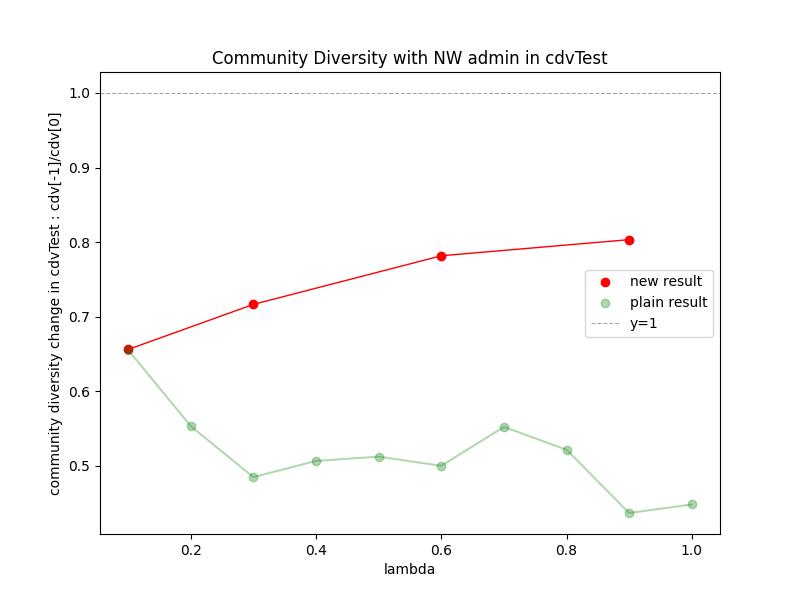 Community Diversity with NW admin in cdvTest
community diversity change in cdvTest : cdv[-1]/cdv[0]
1.0
0.9
0.8
0.7
0.6
0.5
new result
plain result
y=1
0.2
0.4
0.6
0.8
1.0
lambda